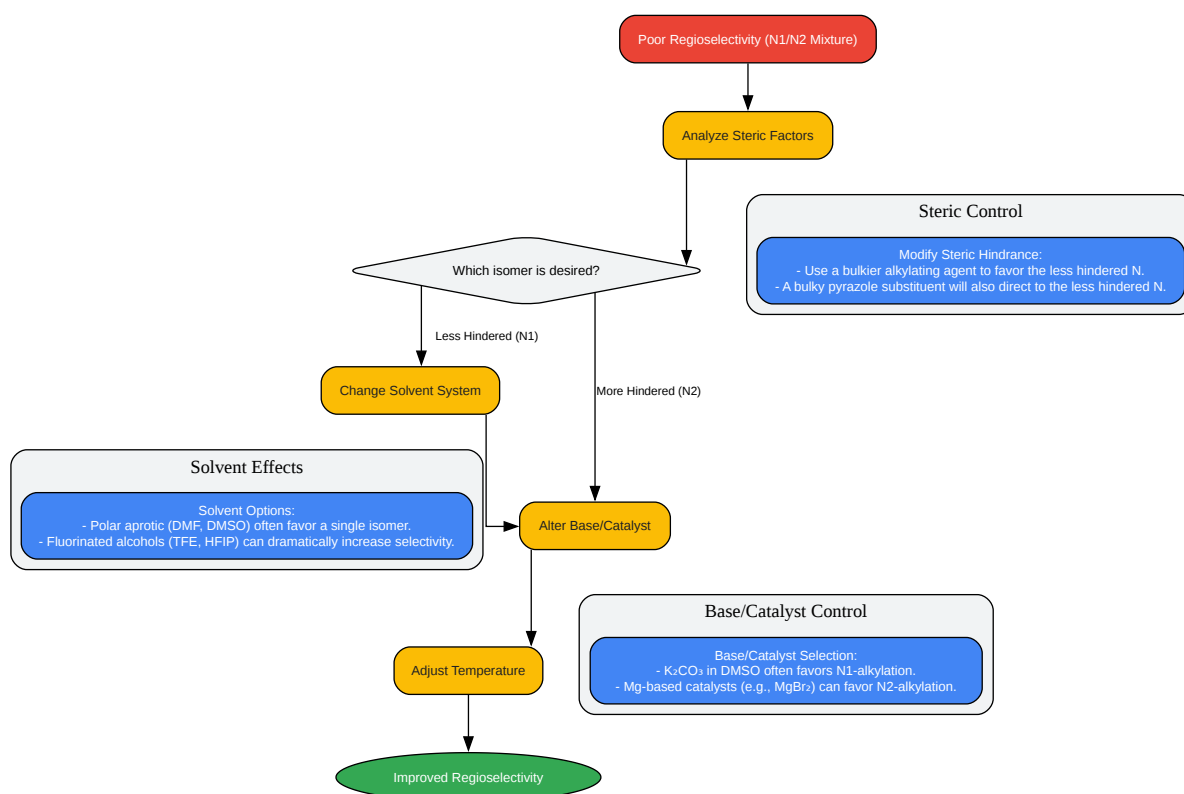 Poor Regioselectivity (N1/N2 Mixture)
Analyze Steric Factors
Steric Control
Modify Steric Hindrance:
- Use a bulkier alkylating agent to favor the less hindered N.
- A bulky pyrazole substituent will also direct to the less hindered N.
Which isomer is desired?
Less Hindered (N1)
More Hindered (N2)
Change Solvent System
Solvent Effects
Solvent Options:
- Polar aprotic (DMF, DMSO) often favor a single isomer.
- Fluorinated alcohols (TFE, HFIP) can dramatically increase selectivity.
Alter Base/Catalyst
Base/Catalyst Control
Base/Catalyst Selection:
- K₂CO₃ in DMSO often favors N1-alkylation.
- Mg-based catalysts (e.g., MgBr₂) can favor N2-alkylation.
Adjust Temperature
Improved Regioselectivity